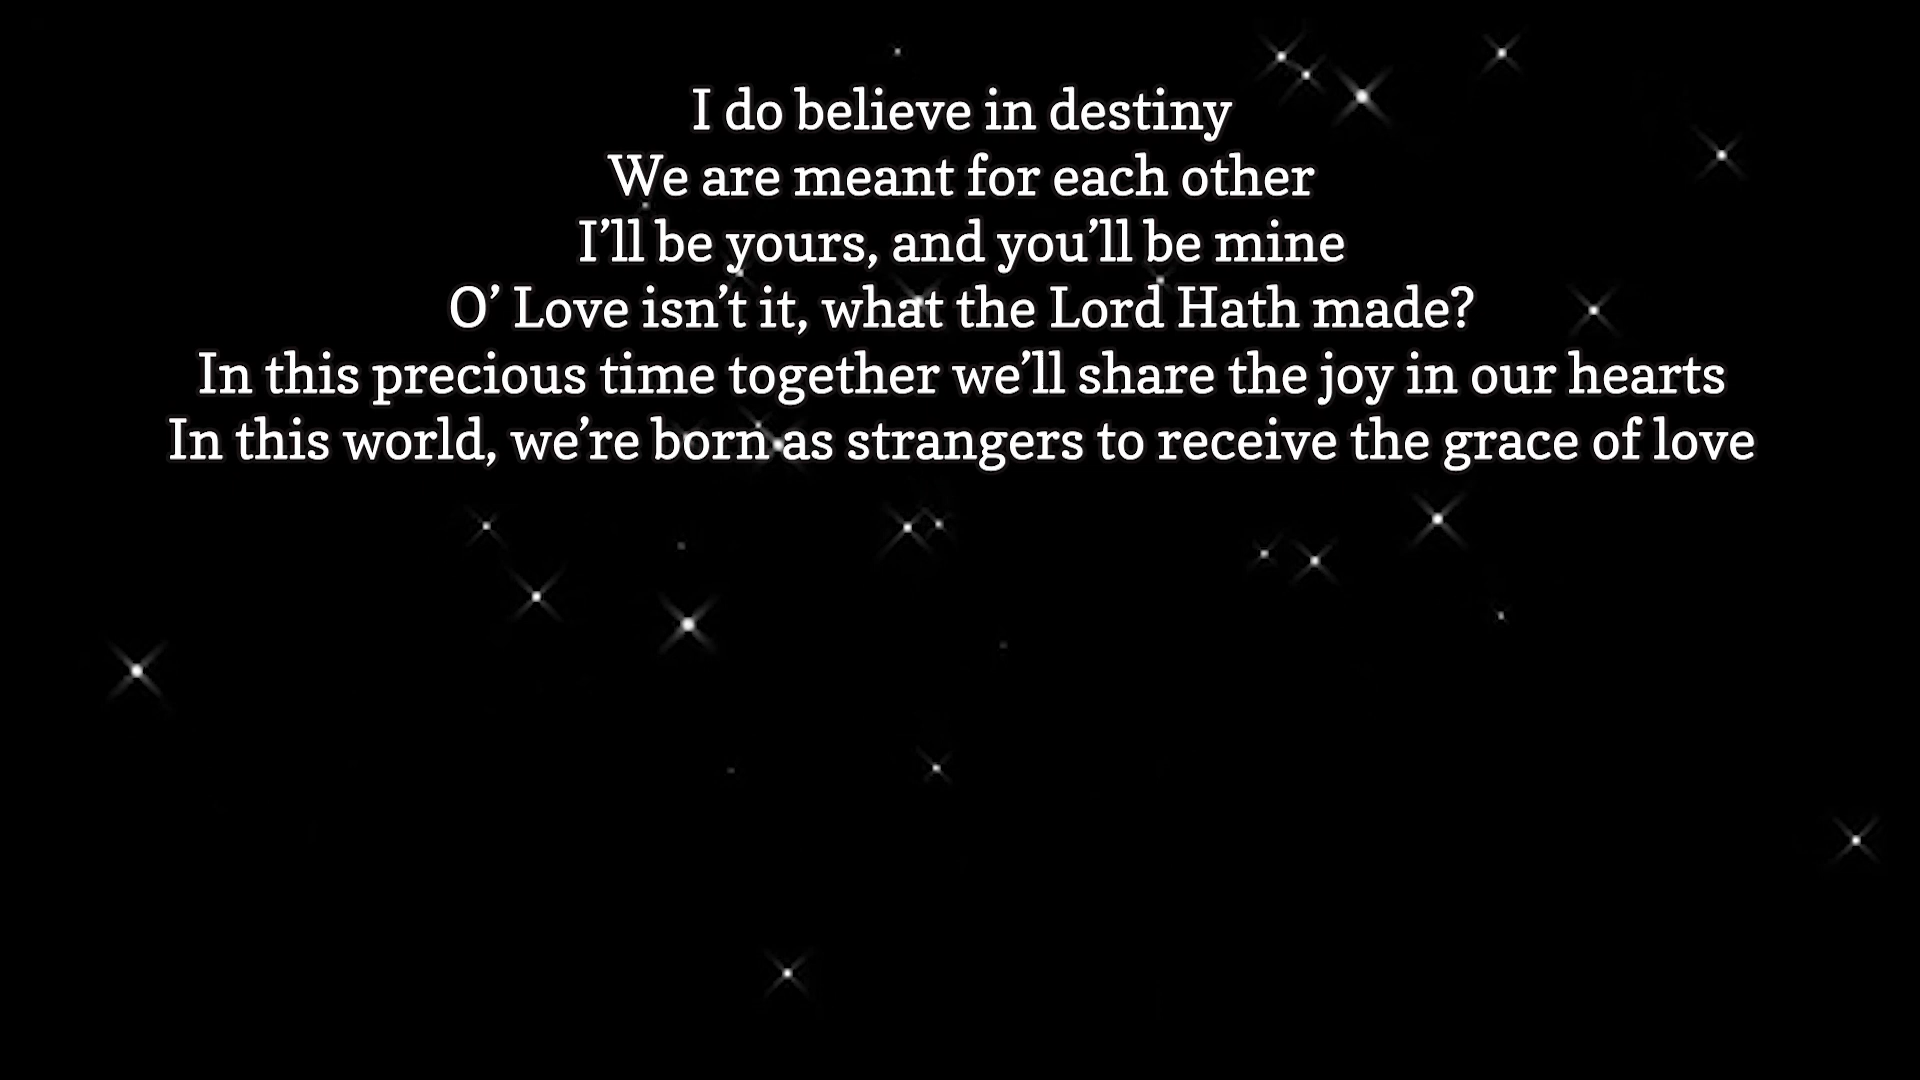 I do believe in destiny
We are meant for each other
I’ll be yours, and you’ll be mine
O’ Love isn’t it, what the Lord Hath made?
In this precious time together we’ll share the joy in our hearts
In this world, we’re born as strangers to receive the grace of love